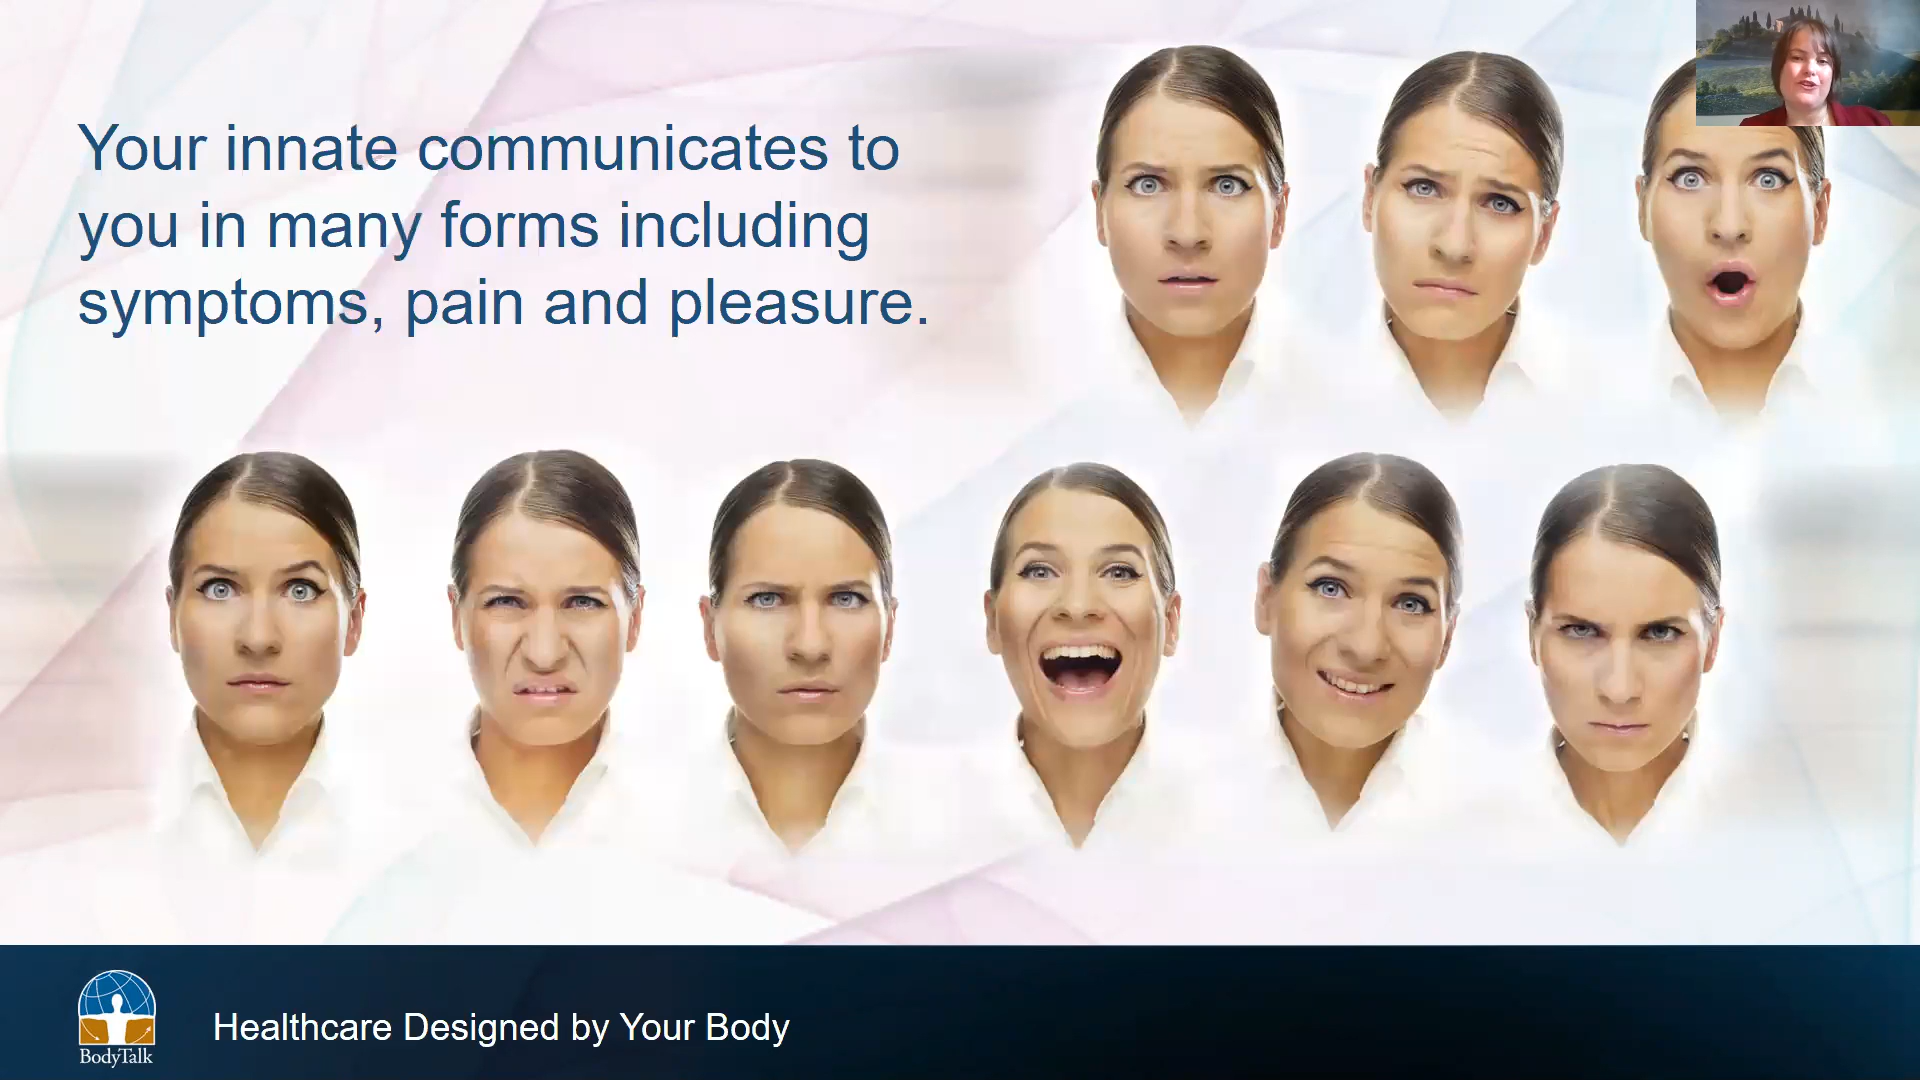 Your innate communicates to
you in many forms including
symptoms, pain and pleasure.
Healthcare Designed by Your Body
BodyTalk